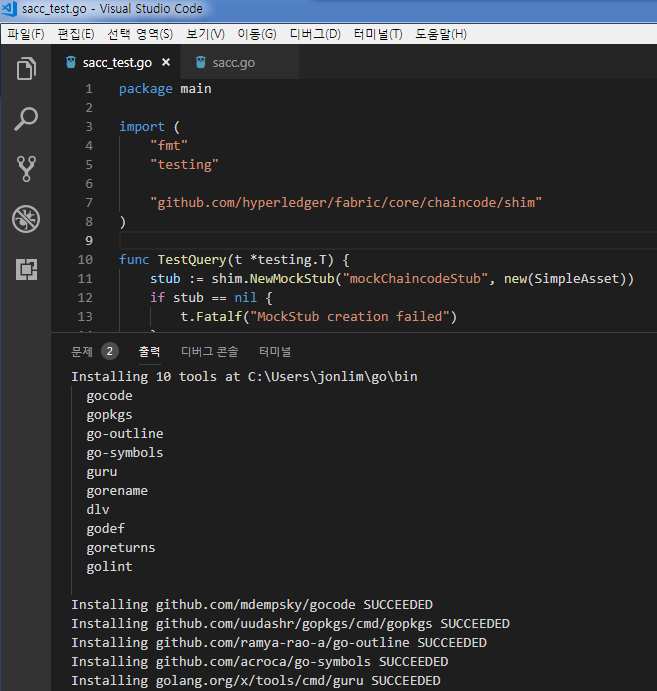 sacc_test.go - Visual Studio Code
파일(F) 편집(E) 선택 영역(S) 보기(V) 이동(G) 디버그(D) 터미널(T) 도움말(H)
sacc_test.go × sacc.go
1 package main
2
3 import (
4 "fmt"
5 "testing"
6
7 "github.com/hyperledger/fabric/core/chaincode/shim"
8 )
9
10 func TestQuery(t *testing.T) {
11 stub := shim.NewMockStub("mockChaincodeStub", new(SimpleAsset))
12 if stub == nil {
13 t.Fatalf("MockStub creation failed")
문제 2 출력 디버그 콘솔 터미널
Installing 10 tools at C:\Users\jonlim\go\bin
gocode
gopkgs
go-outline
go-symbols
guru
gorename
dlv
godef
goreturns
golint
Installing github.com/mdempsky/gocode SUCCEEDED
Installing github.com/uudashr/gopkgs/cmd/gopkgs SUCCEEDED
Installing github.com/ramya-rao-a/go-outline SUCCEEDED
Installing github.com/acroca/go-symbols SUCCEEDED
Installing golang.org/x/tools/cmd/guru SUCCEEDED